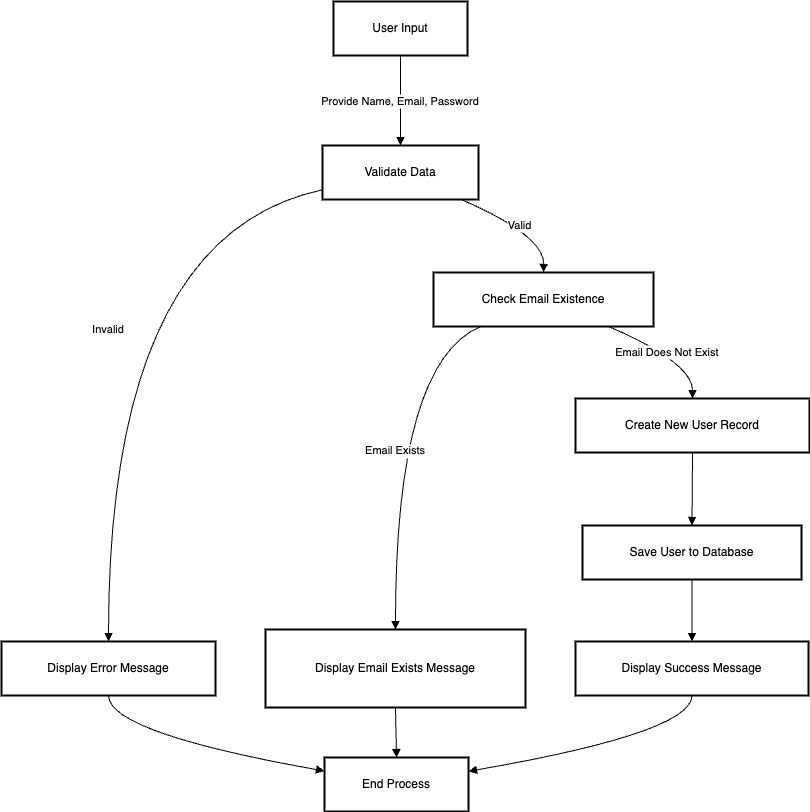 User Input
Provide Name, Email, Password
Validate Data
Valid
Check Email Existence
Invalid
Email Does Not Exist
Create New User Record
Email Exists
Save User to Database
Display Error Message
Display Email Exists Message
Display Success Message
End Process